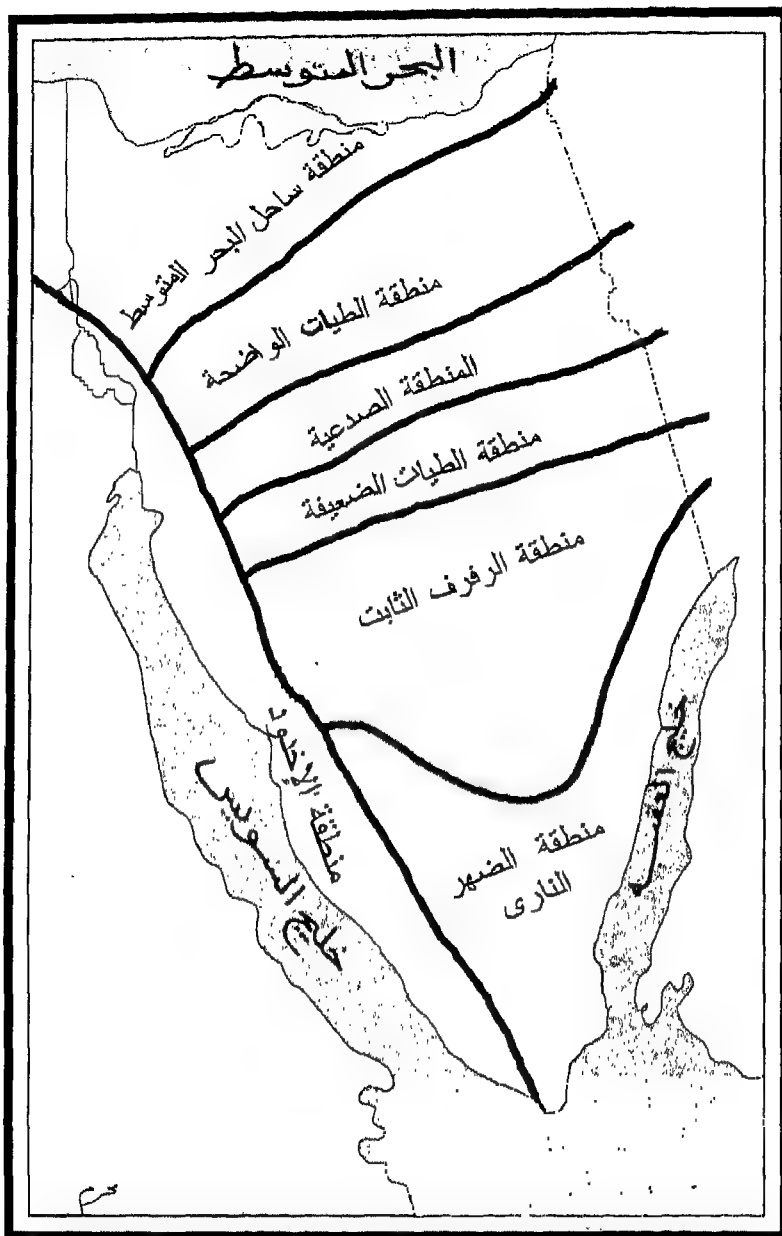 البحر المتوسط
منطقة ساحل البحر المتوسط
منطقة الطيات الواضحة
المنطقة الصدعية
منطقة الطيات الضعيفة
منطقة الرفرف الثابت
منطقة الإخدود
خليج السويس
خليج العقبة
منطقة الضهر
النارى